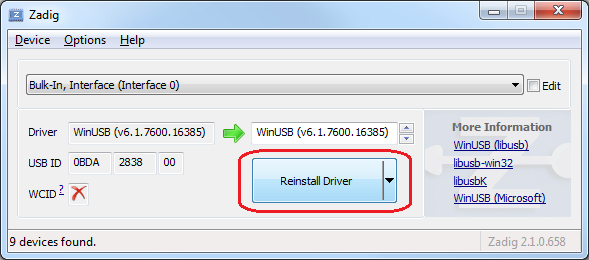 Zadig
Device Options Help
Bulk-In, Interface (Interface 0) Edit
Driver WinUSB (v6.1.7600.16385) WinUSB (v6.1.7600.16385)
USB ID 0BDA 2838 00
WCID ?
Reinstall Driver
More Information
WinUSB (libusb)
libusb-win32
libusbK
WinUSB (Microsoft)
9 devices found. Zadig 2.1.0.658